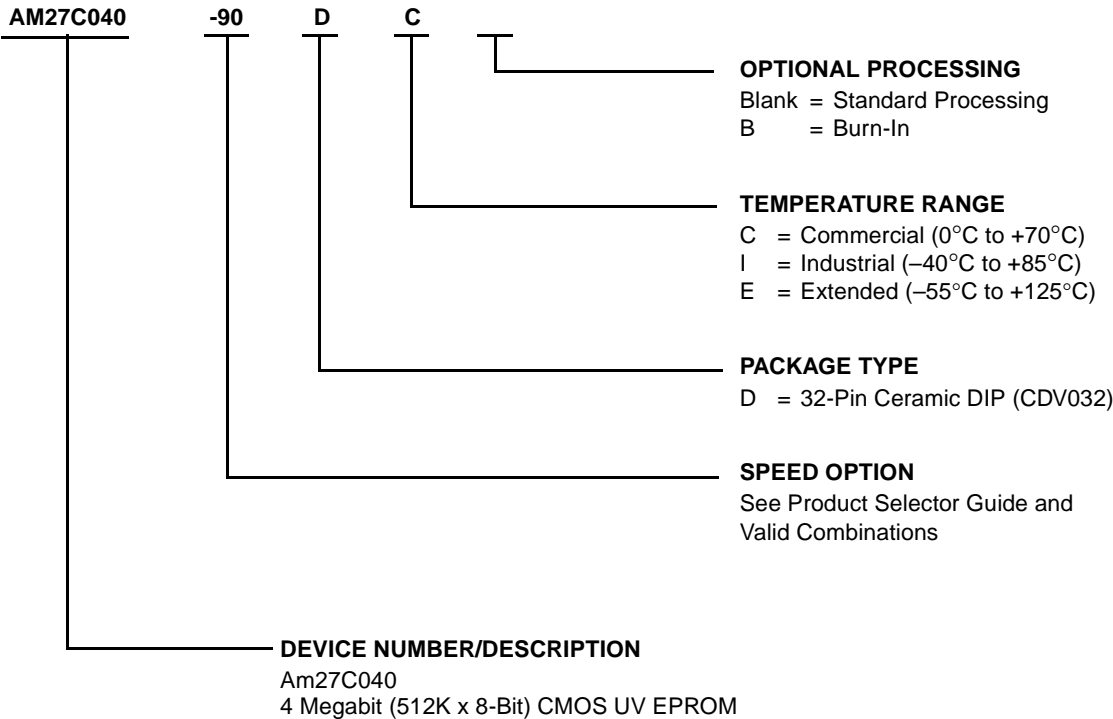 AM27C040 -90 D C
OPTIONAL PROCESSING
Blank = Standard Processing
B = Burn-In
TEMPERATURE RANGE
C = Commercial (0°C to +70°C)
I = Industrial (–40°C to +85°C)
E = Extended (–55°C to +125°C)
PACKAGE TYPE
D = 32-Pin Ceramic DIP (CDV032)
SPEED OPTION
See Product Selector Guide and
Valid Combinations
DEVICE NUMBER/DESCRIPTION
Am27C040
4 Megabit (512K x 8-Bit) CMOS UV EPROM